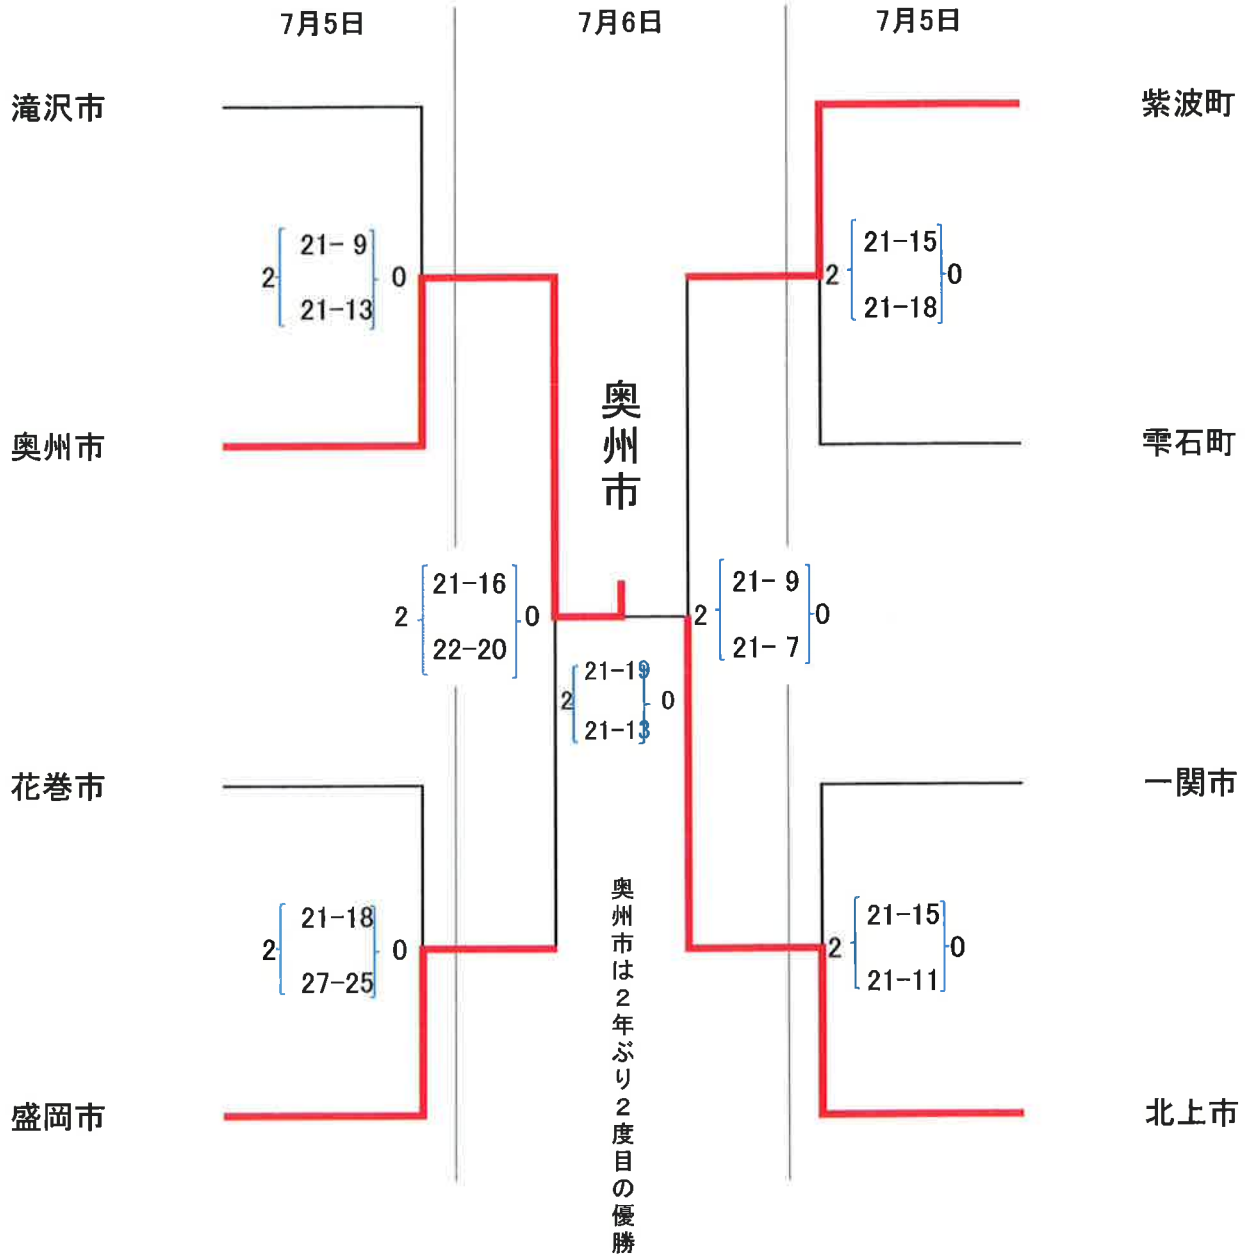 7月5日
7月6日
7月5日
滝沢市
紫波町
2 21- 9 0
21-13
2 21-15 0
21-18
奥州市
奥州市
雫石町
2 21-16 0
22-20
2 21- 9 0
21- 7
2 21-19 0
21-13
花巻市
一関市
2 21-18 0
27-25
2 21-15 0
21-11
盛岡市
北上市
奥州市は2年ぶり2度目の優勝